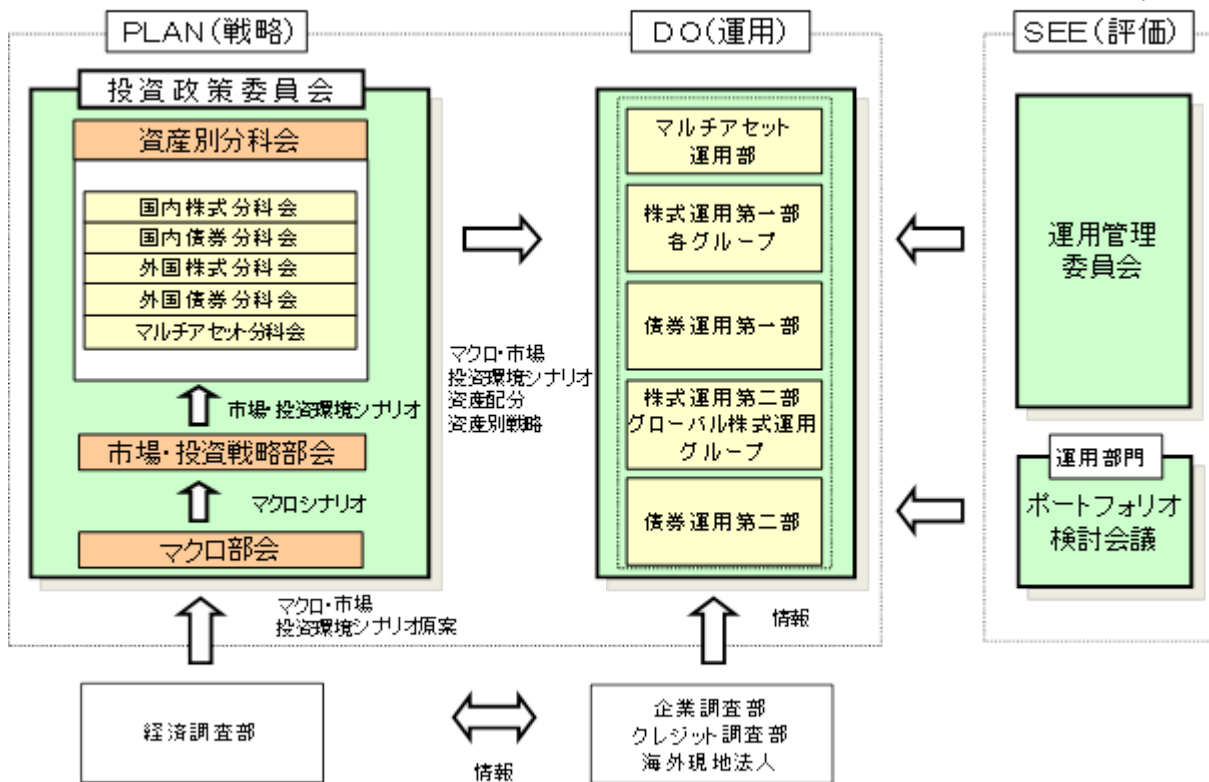 PLAN(戦略)
DO(運用)
SEE(評価)
投資政策委員会
資産別分科会
国内株式分科会
国内債券分科会
外国株式分科会
外国債券分科会
マルチアセット分科会
市場・投資環境シナリオ
市場・投資戦略部会
マクロシナリオ
マクロ部会
マクロ・市場
投資環境シナリオ
資産配分
資産別戦略
マルチアセット
運用部
株式運用第一部
各グループ
債券運用第一部
株式運用第二部
グローバル株式運用
グループ
債券運用第二部
運用管理
委員会
運用部門
ポートフォリオ
検討会議
マクロ・市場
投資環境シナリオ原案
情報
経済調査部
情報
企業調査部
クレジット調査部
海外現地法人